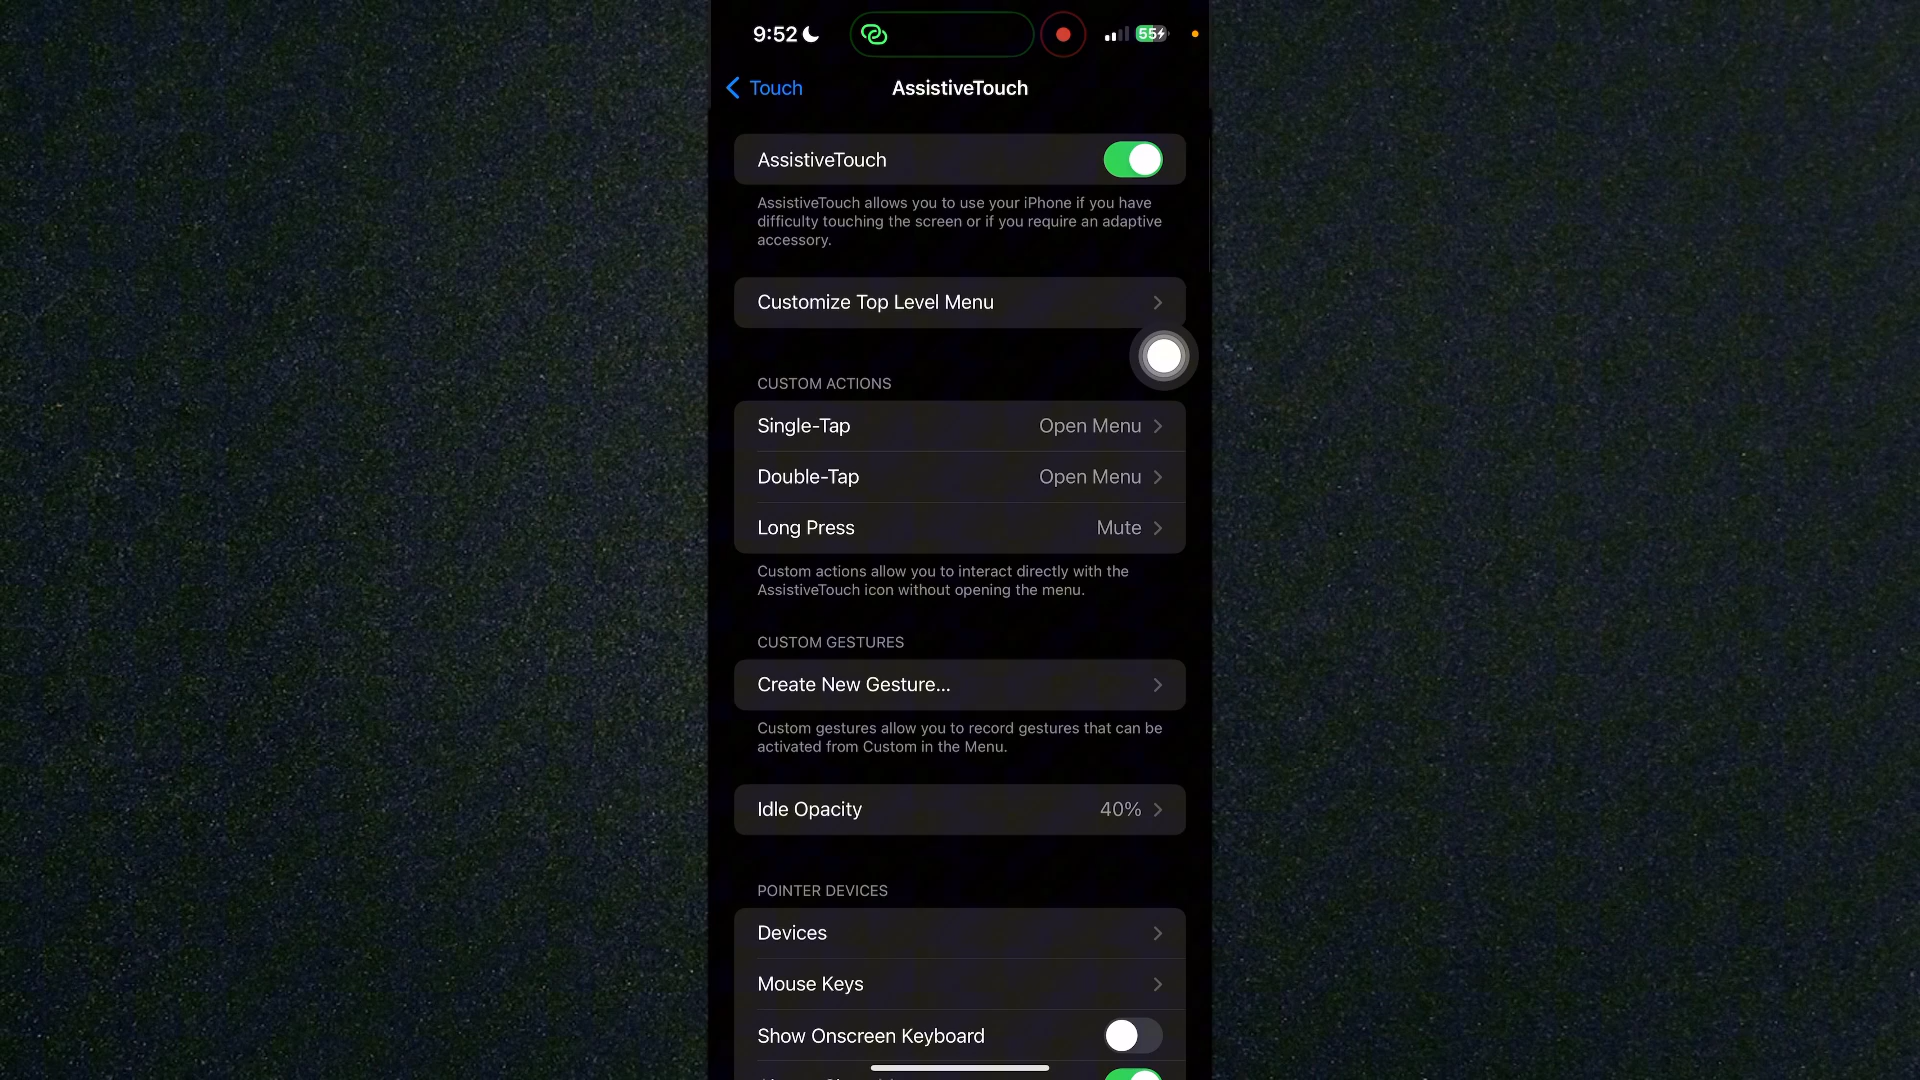 9:52
55
Touch
AssistiveTouch
AssistiveTouch
AssistiveTouch allows you to use your iPhone if you have
difficulty touching the screen or if you require an adaptive
accessory.
Customize Top Level Menu
CUSTOM ACTIONS
Single-Tap Open Menu
Double-Tap Open Menu
Long Press Mute
Custom actions allow you to interact directly with the
AssistiveTouch icon without opening the menu.
CUSTOM GESTURES
Create New Gesture...
Custom gestures allow you to record gestures that can be
activated from Custom in the Menu.
Idle Opacity 40%
POINTER DEVICES
Devices
Mouse Keys
Show Onscreen Keyboard